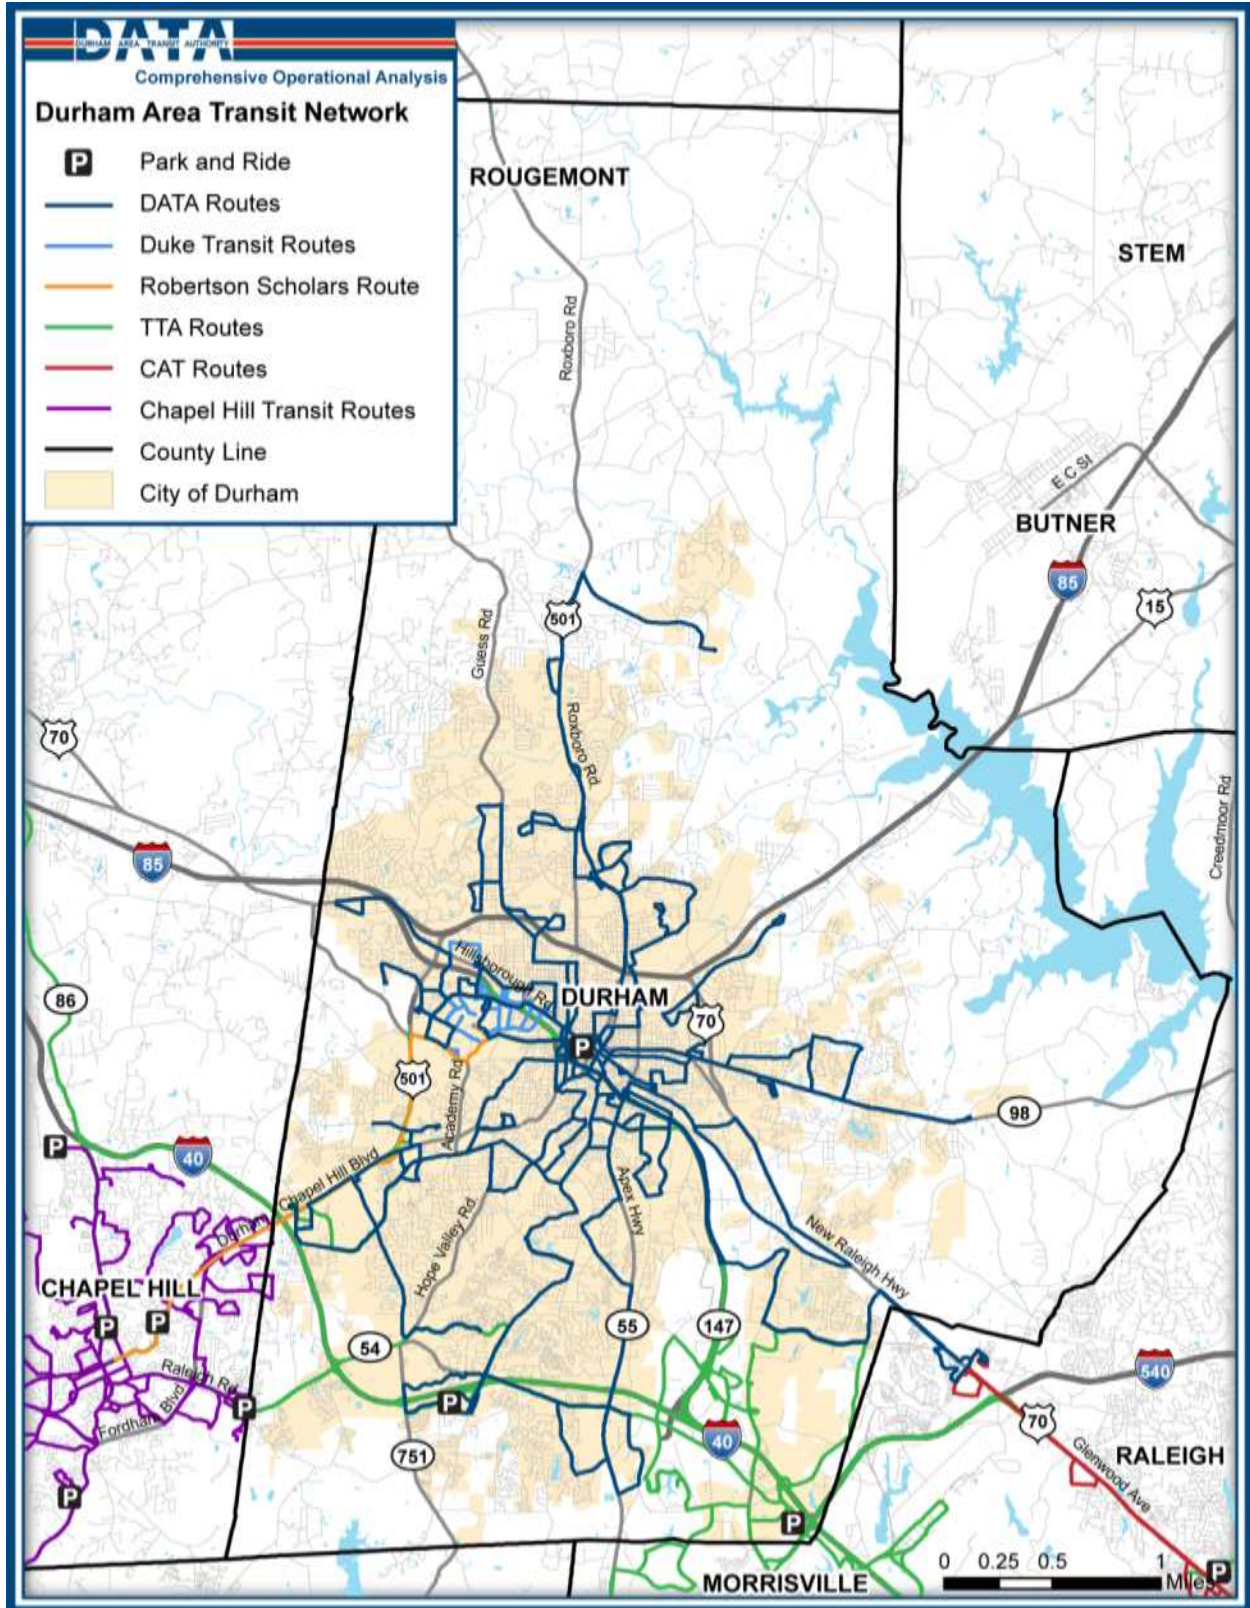 DATA
DURHAM AREA TRANSIT AUTHORITY
Comprehensive Operational Analysis
Durham Area Transit Network
P Park and Ride
DATA Routes
Duke Transit Routes
Robertson Scholars Route
TTA Routes
CAT Routes
Chapel Hill Transit Routes
County Line
City of Durham
ROUGEMONT
STEM
Roxboro Rd
E C St
BUTNER
85
15
501
Guess Rd
Roxboro Rd
70
Creedmoor Rd
85
Hillsborough Rd
DURHAM
86
70
P
501
Academy Rd
98
P
40
Chapel Hill Blvd
Durham
Apex Hwy
Hope Valley Rd
New Raleigh Hwy
CHAPEL HILL
P
P
55
147
54
540
Raleigh Rd
Fordham Blvd
P
P
70
40
751
Glenwood Ave
RALEIGH
P
P
0 0.25 0.5 1
Miles
P
MORRISVILLE